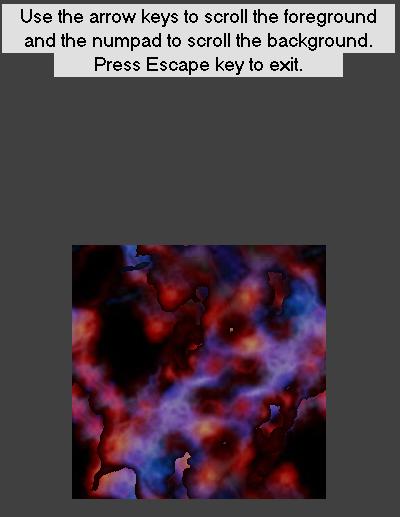 Use the arrow keys to scroll the foreground
and the numpad to scroll the background.
Press Escape key to exit.